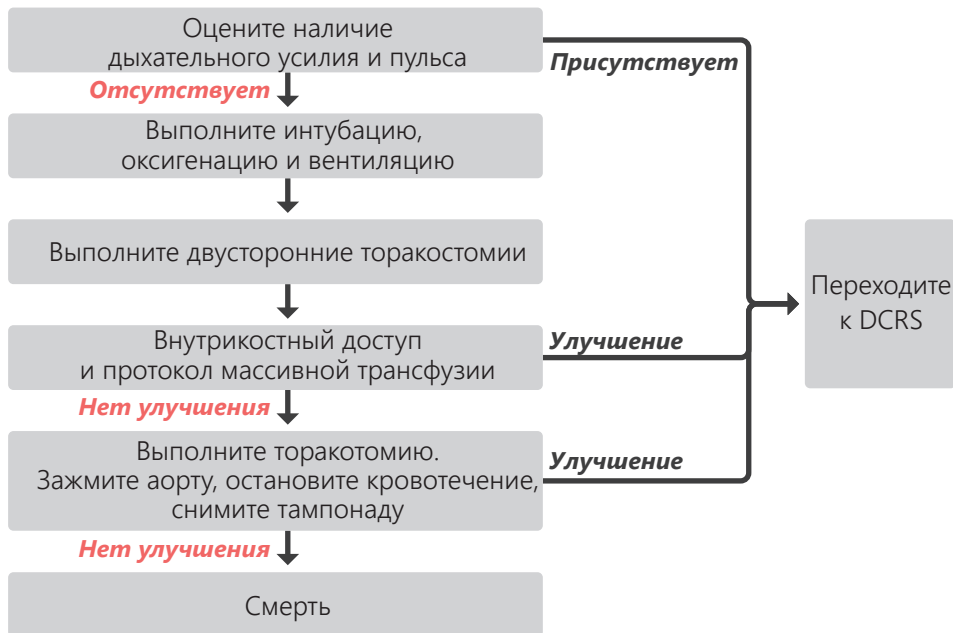 Оцените наличие
дыхательного усилия и пульса
Присутствует
Отсутствует
Выполните интубацию,
оксигенацию и вентиляцию
Выполните двусторонние торакостомии
Переходите
к DCRS
Внутрикостный доступ
и протокол массивной трансфузии
Улучшение
Нет улучшения
Выполните торакотомию.
Зажмите аорту, остановите кровотечение,
снимите тампонаду
Улучшение
Нет улучшения
Смерть